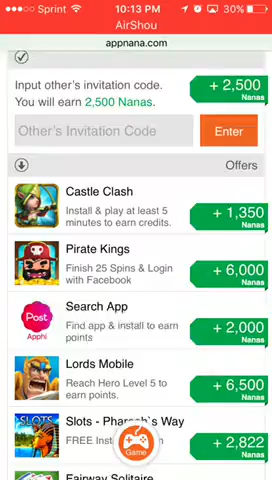 Sprint 10:13 PM 30%
AirShou
appnana.com
Input other's invitation code.
You will earn 2,500 Nanas.
+ 2,500
Nanas
Other's Invitation Code
Enter
Offers
Castle Clash
Install & play at least 5
minutes to earn credits.
+ 1,350
Nanas
Pirate Kings
Finish 25 Spins & Login
with Facebook
+ 6,000
Nanas
Post
Apphi
Search App
Find app & install to earn
points
+ 2,000
Nanas
Lords Mobile
Reach Hero Level 5 to
earn points.
+ 6,500
Nanas
SLOTS
Slots - Pharaoh`s Way
FREE Inst
+ 2,822
Nanas
Game
Fairway Solitaire